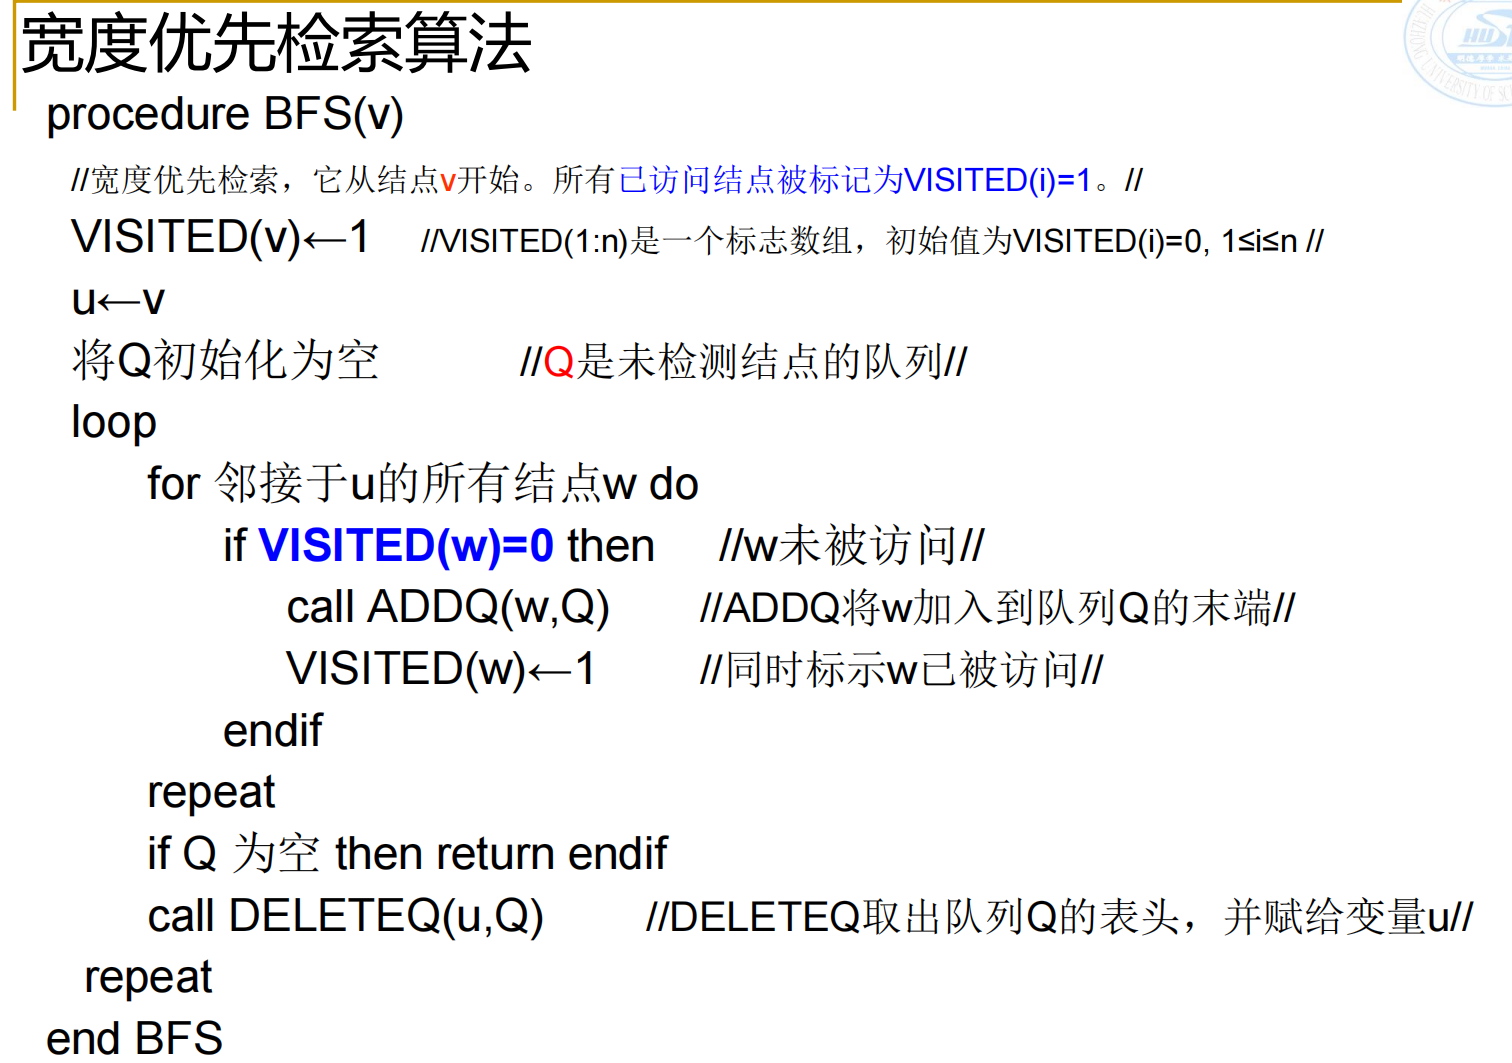 宽度优先检索算法
procedure BFS(v)
//宽度优先检索，它从结点v开始。所有已访问结点被标记为VISITED(i)=1。//
VISITED(v)←1 //VISITED(1:n)是一个标志数组，初始值为VISITED(i)=0, 1≤i≤n //
u←v
将Q初始化为空 //Q是未检测结点的队列//
loop
for 邻接于u的所有结点w do
if VISITED(w)=0 then //w未被访问//
call ADDQ(w,Q) //ADDQ将w加入到队列Q的末端//
VISITED(w)←1 //同时标示w已被访问//
endif
repeat
if Q 为空 then return endif
call DELETEQ(u,Q) //DELETEQ取出队列Q的表头，并赋给变量u//
repeat
end BFS